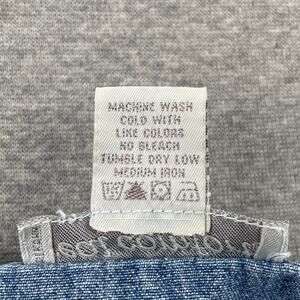 MACHINE WASH
COLD WITH
LIKE COLORS
NO BLEACH
TUMBLE DRY LOW
MEDIUM IRON